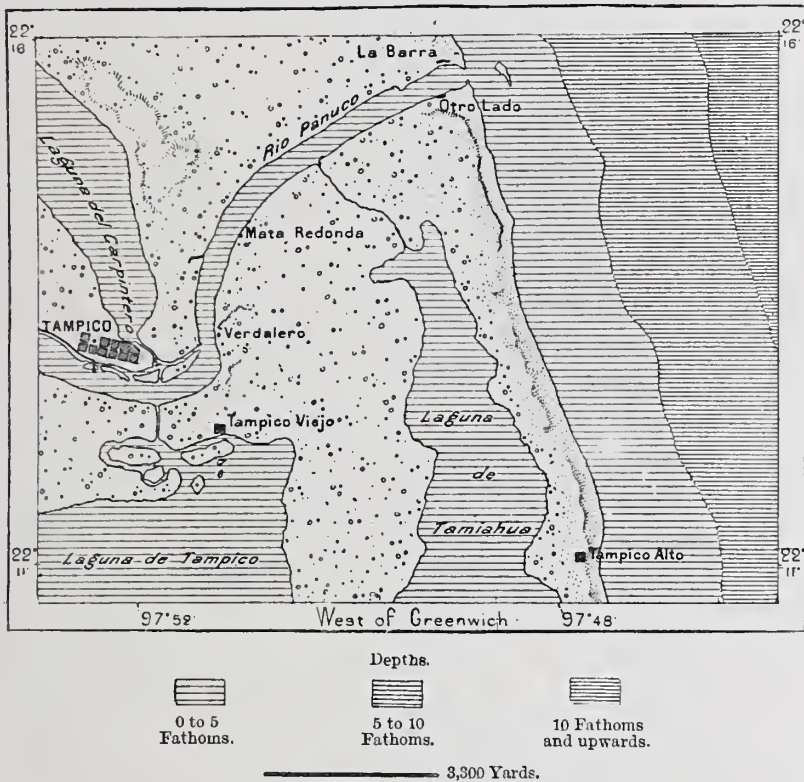 22°
16'
22°
16'
La Barra
Otro Lado
Rio Pánuco
Laguna del Carpintero
Mata Redonda
TAMPICO
Verdalero
Tampico Viejo
Laguna
de
Tamiahua
Laguna de Tampico
Tampico Alto
22°
11'
22°
11'
97°52'
West of Greenwich
97°48'
Depths.
0 to 5
Fathoms.
5 to 10
Fathoms.
10 Fathoms
and upwards.
3,300 Yards.